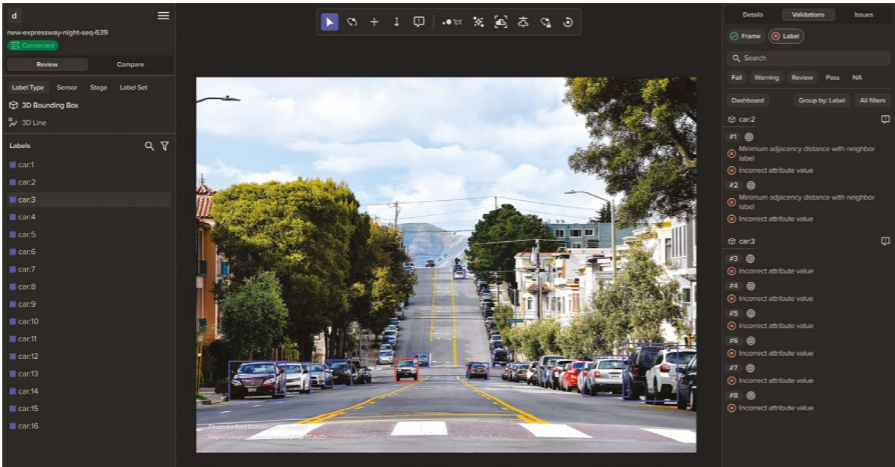 d
new-expressway-night-seq-639
Connected
Review Compare
Label Type Sensor Stage Label Set
3D Bounding Box
3D Line
Labels
car:1
car:2
car:3
car:4
car:5
car:6
car:7
car:8
car:9
car:10
car:11
car:12
car:13
car:14
car:15
car:16
1pt
Details Validations Issues
Frame Label
Search
Fail Warning Review Pass NA
Dashboard Group by: Label All filters
car:2
#1
Minimum adjacency distance with neighbor
label
Incorrect attribute value
#2
Minimum adjacency distance with neighbor
label
Incorrect attribute value
car:3
#3
Incorrect attribute value
#4
Incorrect attribute value
#5
Incorrect attribute value
#6
Incorrect attribute value
#7
Incorrect attribute value
#8
Incorrect attribute value